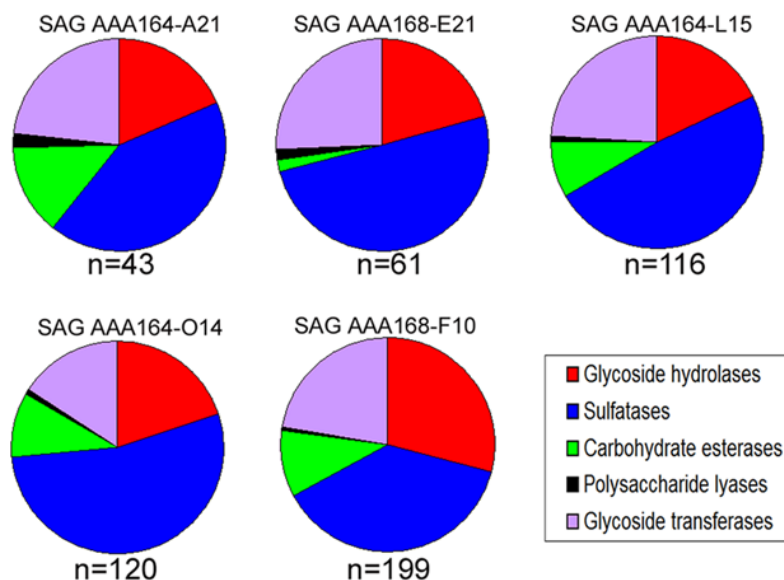 SAG AAA164-A21
SAG AAA168-E21
SAG AAA164-L15
n=43
n=61
n=116
SAG AAA164-O14
SAG AAA168-F10
n=120
n=199
Glycoside hydrolases
Sulfatases
Carbohydrate esterases
Polysaccharide lyases
Glycoside transferases